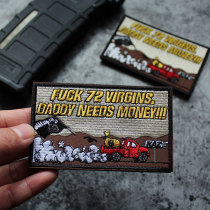 FUCK 72 VIRGINS,
DADDY NEEDS MONEY!!!